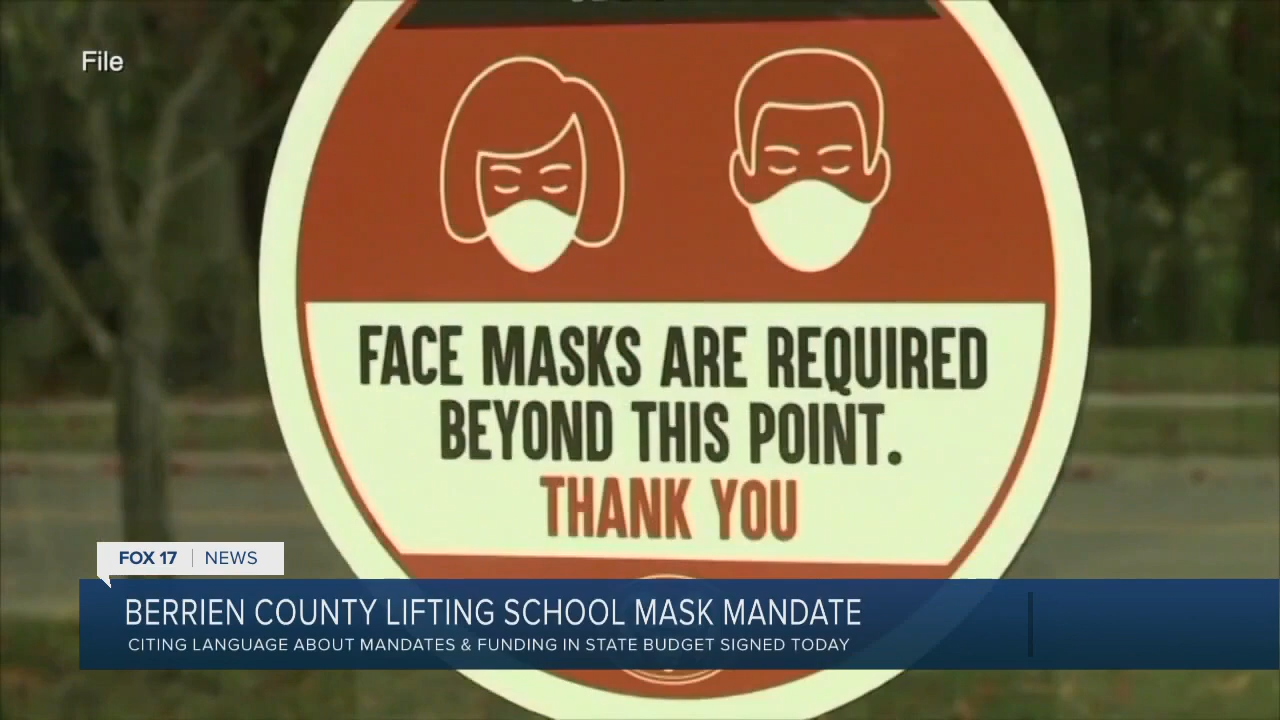 File
FACE MASKS ARE REQUIRED
BEYOND THIS POINT.
THANK YOU
FOX 17 | NEWS
BERRIEN COUNTY LIFTING SCHOOL MASK MANDATE
CITING LANGUAGE ABOUT MANDATES & FUNDING IN STATE BUDGET SIGNED TODAY